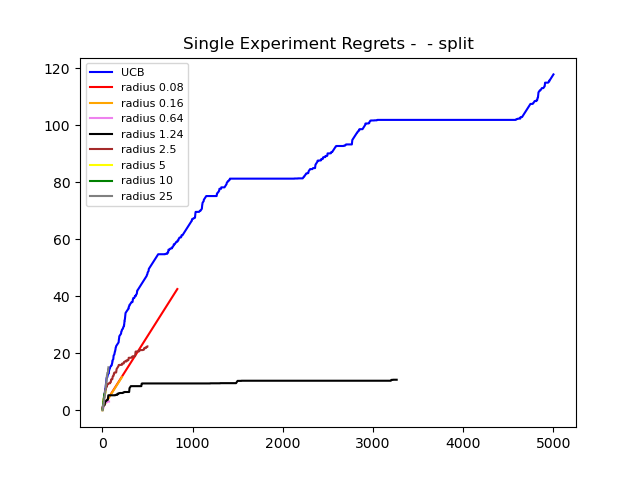 Single Experiment Regrets -  - split
120
100
80
60
40
20
0
UCB
radius 0.08
radius 0.16
radius 0.64
radius 1.24
radius 2.5
radius 5
radius 10
radius 25
0 1000 2000 3000 4000 5000